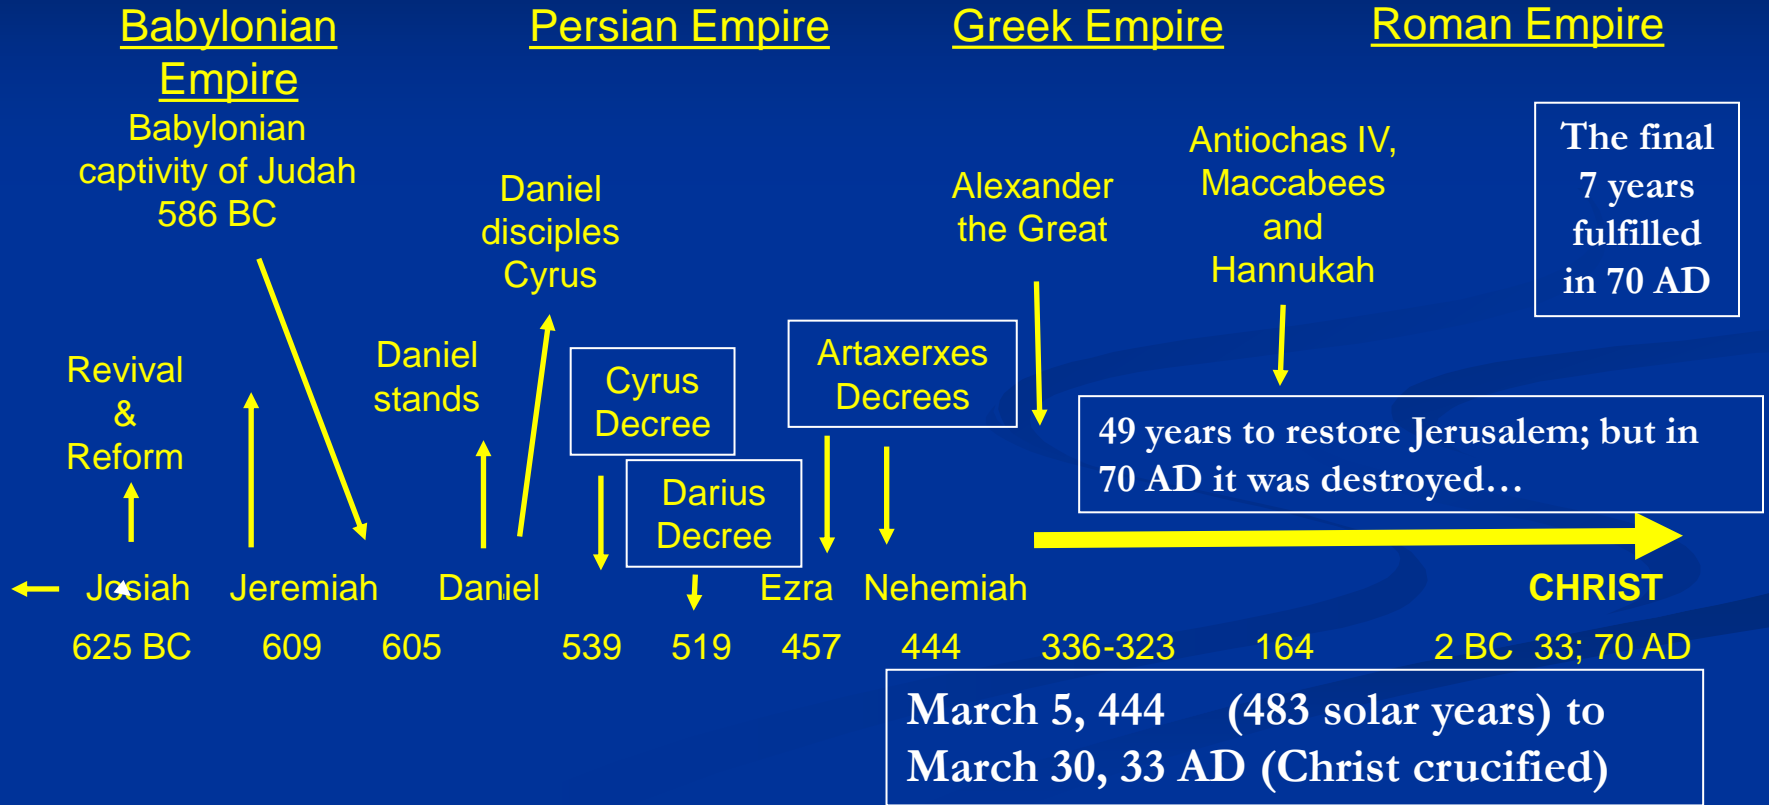 Babylonian
Empire
Persian Empire
Greek Empire
Roman Empire
Babylonian
captivity of Judah
586 BC
Daniel
disciples
Cyrus
Alexander
the Great
Antiochas IV,
Maccabees
and
Hannukah
The final
7 years
fulfilled
in 70 AD
Revival
&
Reform
Daniel
stands
Cyrus
Decree
Darius
Decree
Artaxerxes
Decrees
49 years to restore Jerusalem; but in
70 AD it was destroyed…
Josiah Jeremiah Daniel Ezra Nehemiah CHRIST
625 BC 609 605 539 519 457 444 336-323 164 2 BC 33; 70 AD
March 5, 444 (483 solar years) to
March 30, 33 AD (Christ crucified)